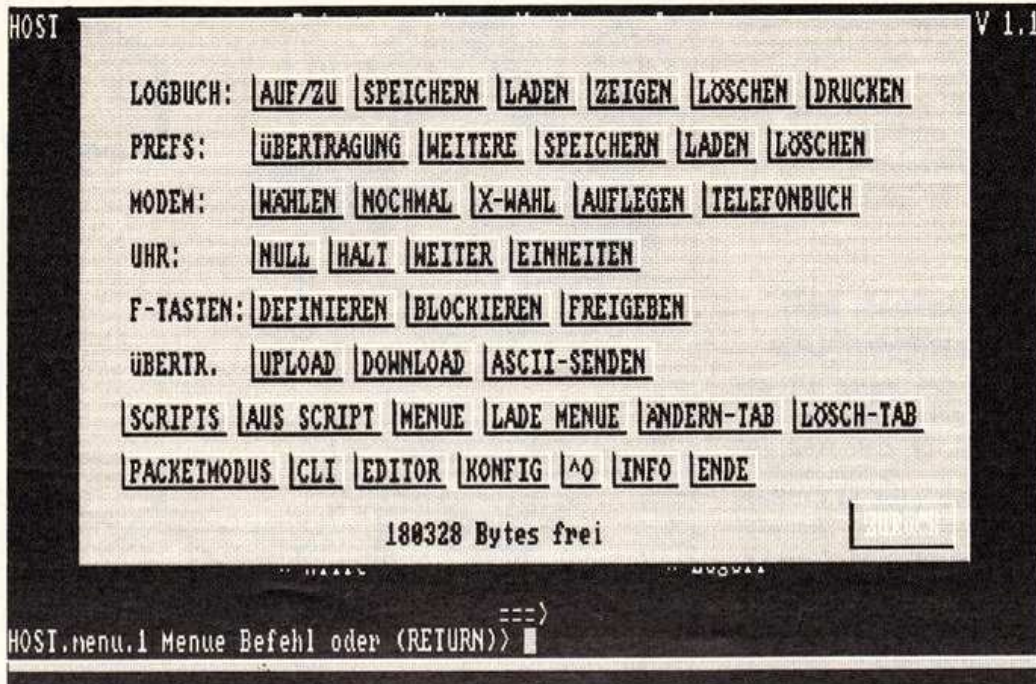 HOST V 1.1
LOGBUCH: AUF/ZU SPEICHERN LADEN ZEIGEN LÖSCHEN DRUCKEN
PREFS: üBERTRAGUNG WEITERE SPEICHERN LADEN LÖSCHEN
MODEM: WÄHLEN NOCHMAL X-WAHL AUFLEGEN TELEFONBUCH
UHR: NULL HALT WEITER EINHEITEN
F-TASTEN: DEFINIEREN BLOCKIEREN FREIGEBEN
üBERTR. UPLOAD DOWNLOAD ASCII-SENDEN
SCRIPTS AUS SCRIPT MENUE LADE MENUE ÄNDERN-TAB LÖSCH-TAB
PACKETMODUS CLI EDITOR KONFIG ^O INFO ENDE
180328 Bytes frei
===>
HOST.menu.1 Menue Befehl oder (RETURN)>